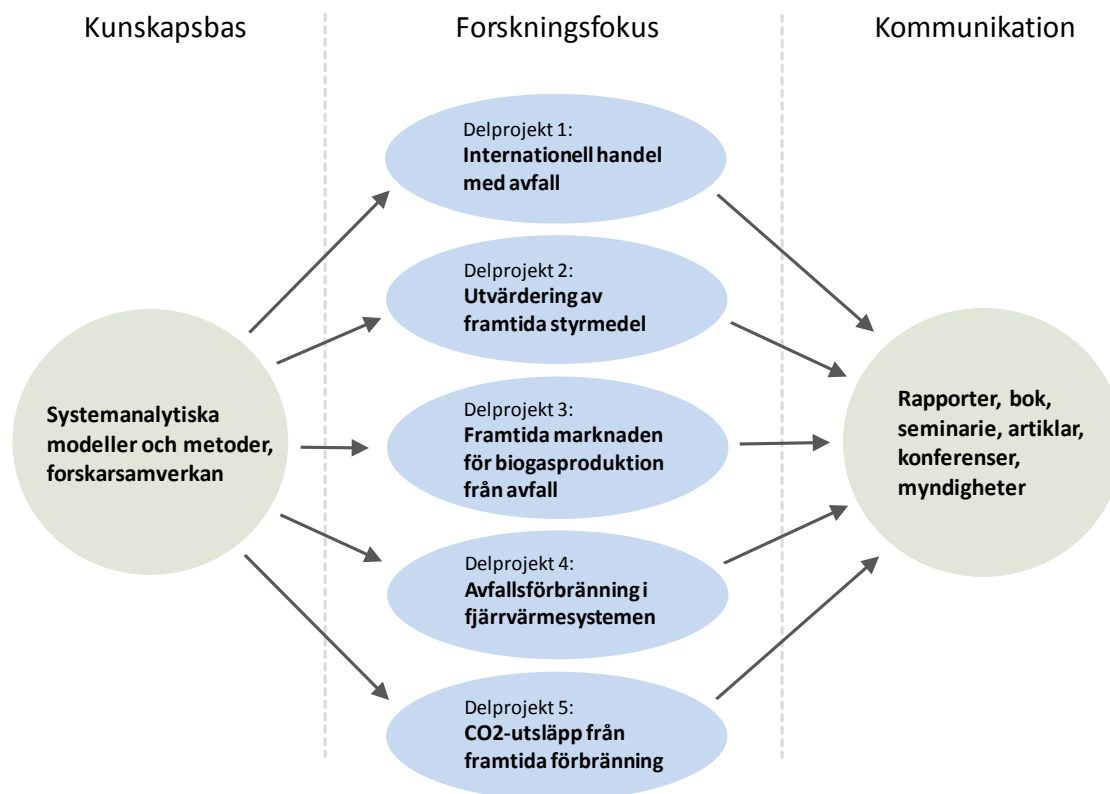 Kunskapsbas
Forskningsfokus
Kommunikation
Delprojekt 1:
Internationell handel
med avfall
Delprojekt 2:
Utvärdering av
framtida styrmedel
Systemanalytiska
modeller och metoder,
forskarsamverkan
Delprojekt 3:
Framtida marknaden
för biogasproduktion
från avfall
Rapporter, bok,
seminarie, artiklar,
konferenser,
myndigheter
Delprojekt 4:
Avfallsförbränning i
fjärrvärmesystemen
Delprojekt 5:
CO2-utsläpp från
framtida förbränning